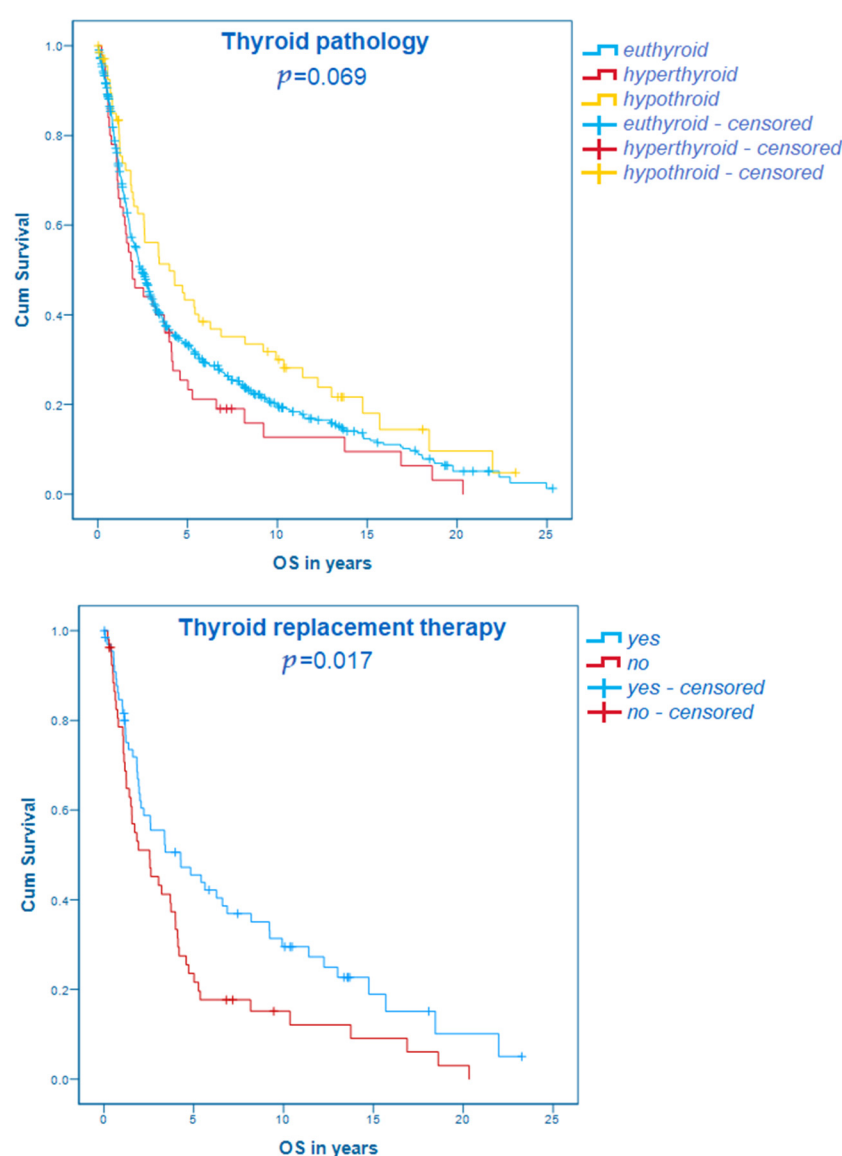 Thyroid pathology
p=0.069
euthyroid
hyperthyroid
hypothroid
euthyroid - censored
hyperthyroid - censored
hypothroid - censored
Cum Survival
1.0
0.8
0.6
0.4
0.2
0.0
0 5 10 15 20 25
OS in years
Thyroid replacement therapy
p=0.017
yes
no
yes - censored
no - censored
Cum Survival
1.0
0.8
0.6
0.4
0.2
0.0
0 5 10 15 20 25
OS in years